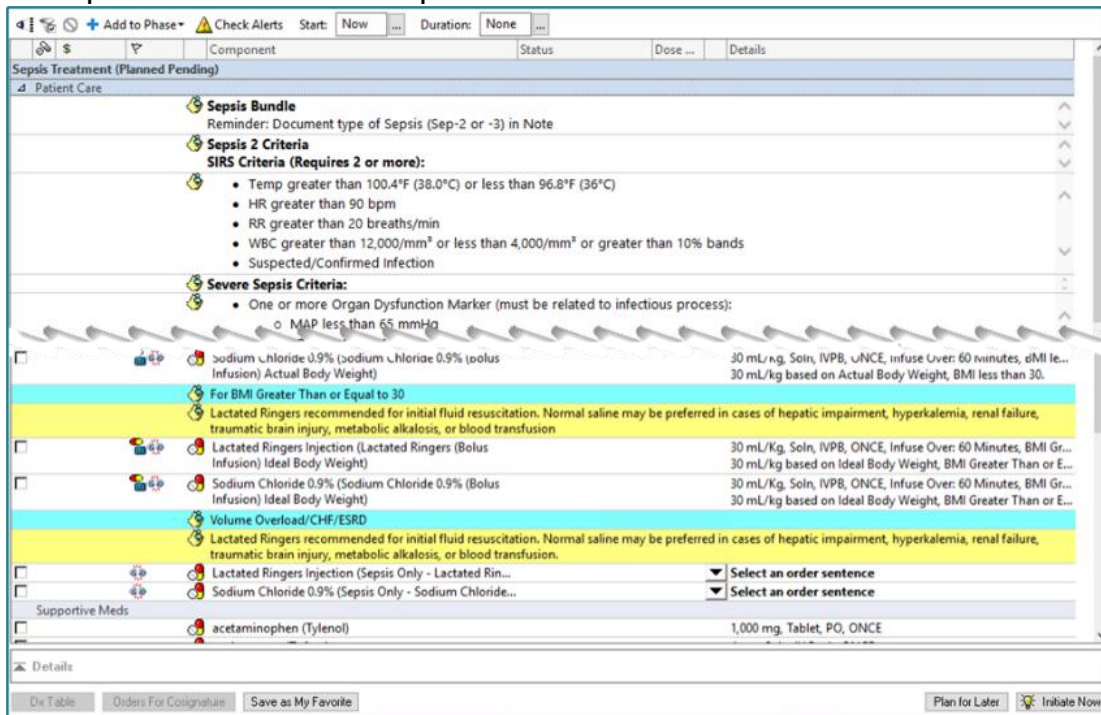 Add to Phase Check Alerts Start: Now ... Duration: None ...
$ Component Status Dose ... Details
Sepsis Treatment (Planned Pending)
Patient Care
Sepsis Bundle
Reminder: Document type of Sepsis (Sep-2 or -3) in Note
Sepsis 2 Criteria
SIRS Criteria (Requires 2 or more):
• Temp greater than 100.4°F (38.0°C) or less than 96.8°F (36°C)
• HR greater than 90 bpm
• RR greater than 20 breaths/min
• WBC greater than 12,000/mm³ or less than 4,000/mm³ or greater than 10% bands
• Suspected/Confirmed Infection
Severe Sepsis Criteria:
• One or more Organ Dysfunction Marker (must be related to infectious process):
○ MAP less than 65 mmHg
Sodium Chloride 0.9% (Sodium Chloride 0.9% (Bolus 30 mL/Kg, Soln, IVPB, ONCE, Infuse Over: 60 Minutes, BMI le...
Infusion) Actual Body Weight) 30 mL/kg based on Actual Body Weight, BMI less than 30.
For BMI Greater Than or Equal to 30
Lactated Ringers recommended for initial fluid resuscitation. Normal saline may be preferred in cases of hepatic impairment, hyperkalemia, renal failure,
traumatic brain injury, metabolic alkalosis, or blood transfusion
Lactated Ringers Injection (Lactated Ringers (Bolus 30 mL/Kg, Soln, IVPB, ONCE, Infuse Over: 60 Minutes, BMI Gr...
Infusion) Ideal Body Weight) 30 mL/kg based on Ideal Body Weight, BMI Greater Than or E...
Sodium Chloride 0.9% (Sodium Chloride 0.9% (Bolus 30 mL/Kg, Soln, IVPB, ONCE, Infuse Over: 60 Minutes, BMI Gr...
Infusion) Ideal Body Weight) 30 mL/kg based on Ideal Body Weight, BMI Greater Than or E...
Volume Overload/CHF/ESRD
Lactated Ringers recommended for initial fluid resuscitation. Normal saline may be preferred in cases of hepatic impairment, hyperkalemia, renal failure,
traumatic brain injury, metabolic alkalosis, or blood transfusion.
Lactated Ringers Injection (Sepsis Only - Lactated Rin... Select an order sentence
Sodium Chloride 0.9% (Sepsis Only - Sodium Chloride... Select an order sentence
Supportive Meds
acetaminophen (Tylenol) 1,000 mg, Tablet, PO, ONCE
Details
Dx Table Orders For Cosignature Save as My Favorite Plan for Later Initiate Now